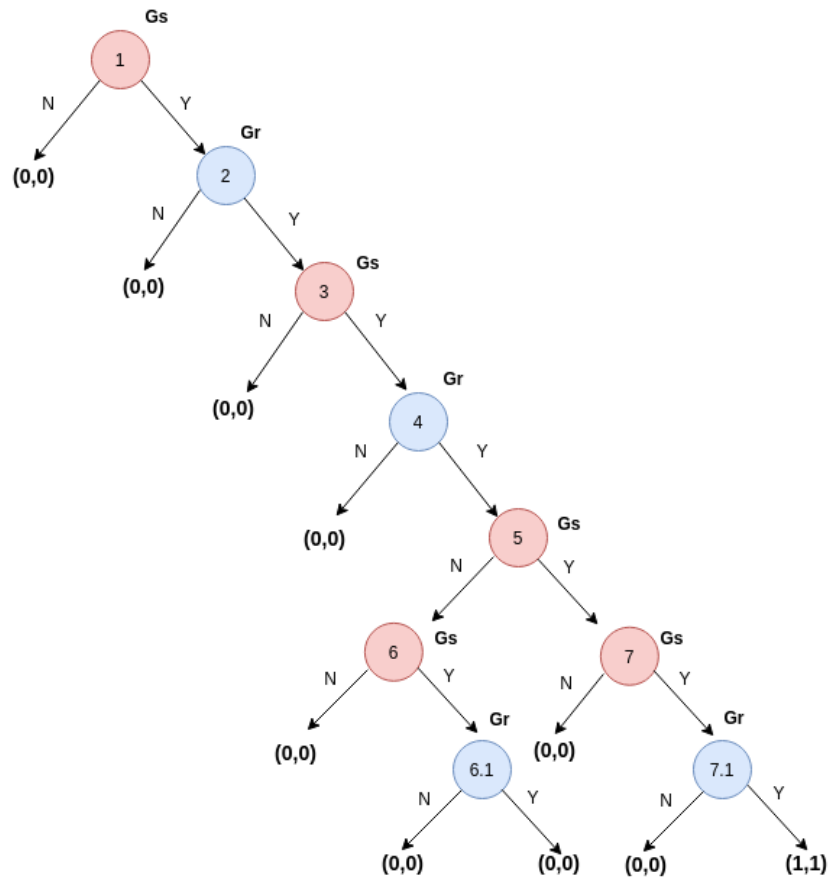 Gs
1
N
Y
Gr
(0,0)
2
N
Y
Gs
(0,0)
3
N
Y
Gr
(0,0)
4
N
Y
Gs
(0,0)
5
N
Y
Gs
Gs
6
7
N
Y
N
Y
Gr
Gr
(0,0)
(0,0)
6.1
7.1
N
Y
N
Y
(0,0)
(0,0)
(0,0)
(1,1)